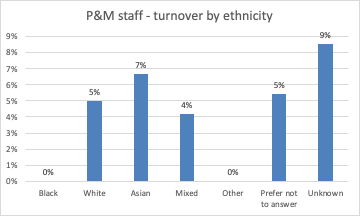 P&M staff - turnover by ethnicity
9%
8%
7%
6%
5%
4%
3%
2%
1%
0%
0%
5%
7%
4%
0%
5%
9%
Black
White
Asian
Mixed
Other
Prefer not
to answer
Unknown